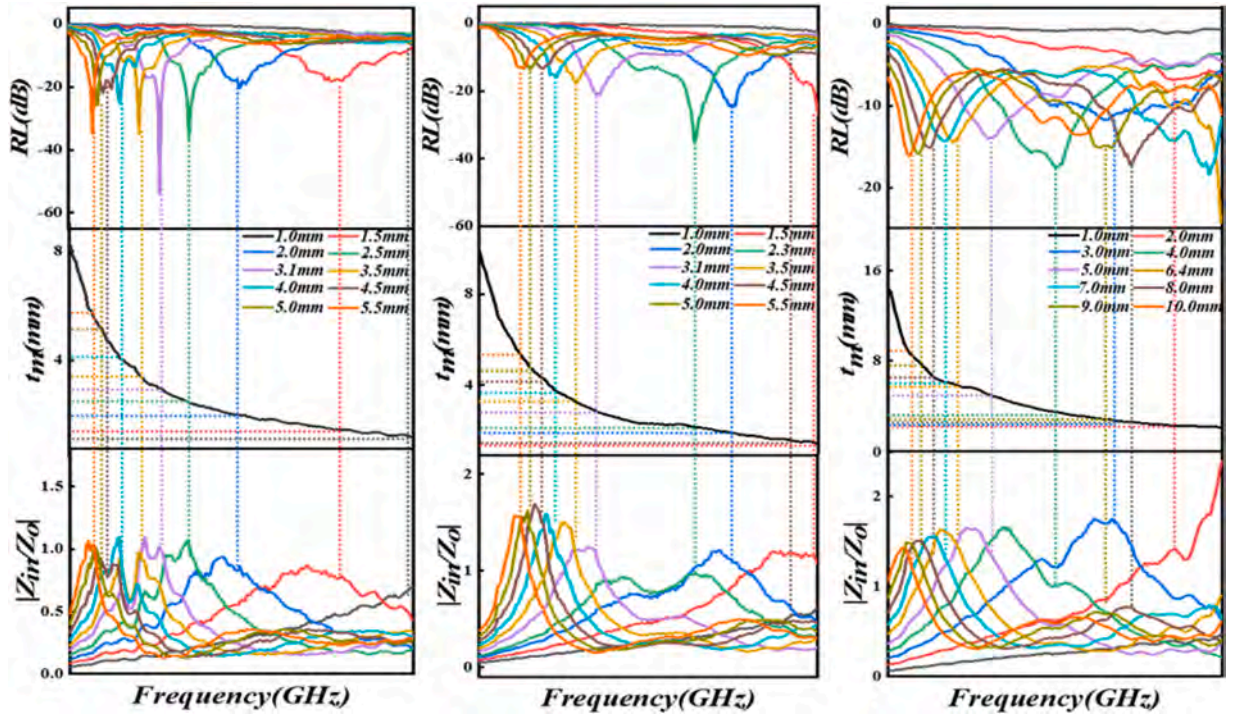 RL(dB)
0
-20
-40
-60
t_m(mm)
8
4
1.0mm 1.5mm
2.0mm 2.5mm
3.1mm 3.5mm
4.0mm 4.5mm
5.0mm 5.5mm
|Z_in/Z_o|
1.5
1.0
0.5
0.0
Frequency(GHz)
RL(dB)
0
-20
-40
-60
t_m(mm)
8
4
1.0mm 1.5mm
2.0mm 2.3mm
3.1mm 3.5mm
4.0mm 4.5mm
5.0mm 5.5mm
|Z_in/Z_o|
2
1
0
Frequency(GHz)
RL(dB)
0
-10
-20
t_m(mm)
16
8
0
1.0mm 2.0mm
3.0mm 4.0mm
5.0mm 6.4mm
7.0mm 8.0mm
9.0mm 10.0mm
|Z_in/Z_o|
2
1
0
Frequency(GHz)